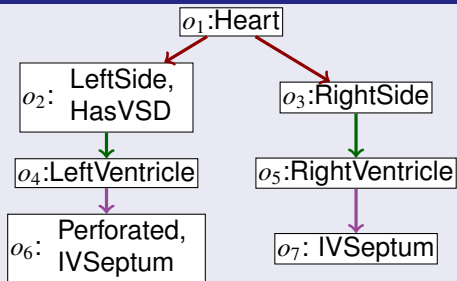 o₁:Heart
o₂: LeftSide,
HasVSD
o₃:RightSide
o₄:LeftVentricle
o₅:RightVentricle
o₆: Perforated,
IVSeptum
o₇: IVSeptum